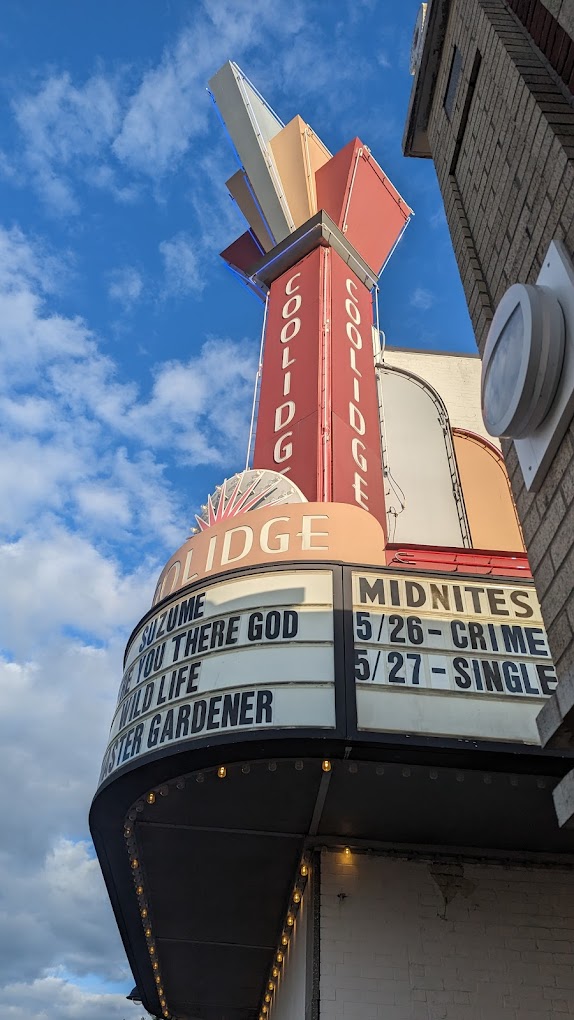 COOLIDGE
COOLIDGE
OLIDGE
SUZUME
YOU THERE GOD
WILD LIFE
STER GARDENER
MIDNITES
5/26 - CRIME
5/27 - SINGLE